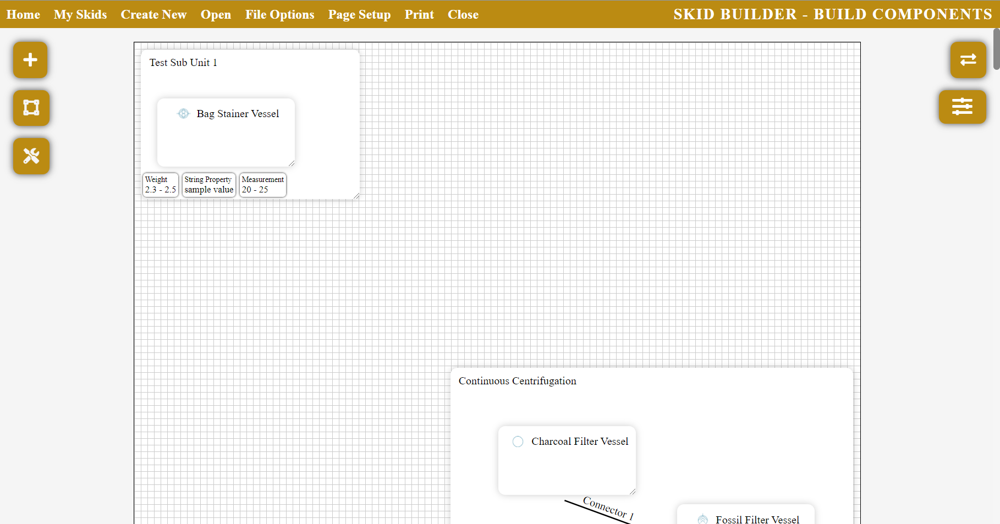 Home My Skids Create New Open File Options Page Setup Print Close SKID BUILDER - BUILD COMPONENTS
Test Sub Unit 1
Bag Stainer Vessel
Weight String Property Measurement
2.3 - 2.5 sample value 20 - 25
Continuous Centrifugation
Charcoal Filter Vessel
Connector 1
Fossil Filter Vessel